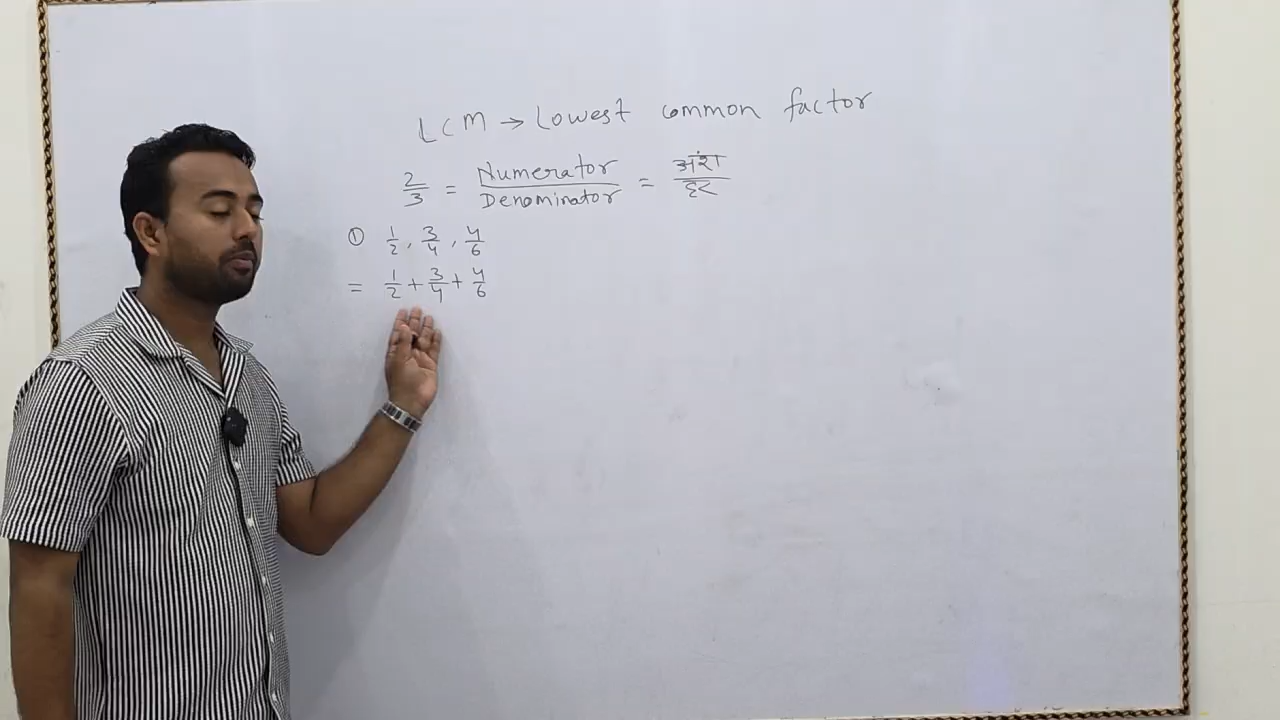 LCM → Lowest common factor
2/3 = Numerator/Denominator = अंश/हर
① 1/2, 3/4, 4/6
= 1/2 + 3/4 + 4/6